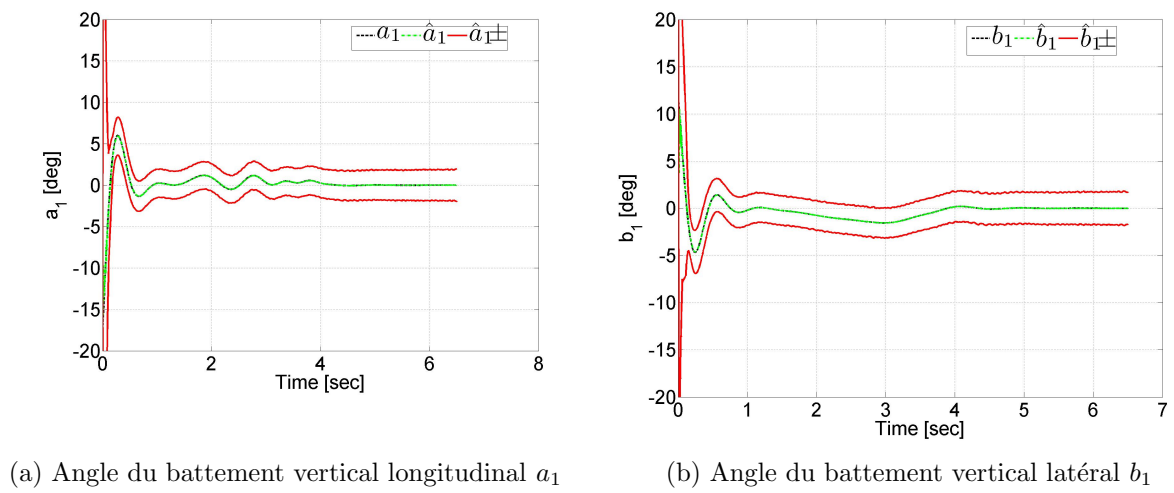 a₁ â₁ â₁±
20
15
10
5
0
-5
-10
-15
-20
a₁ [deg]
0 2 4 6 8
Time [sec]
(a) Angle du battement vertical longitudinal a₁
b₁ b̂₁ b̂₁±
20
15
10
5
0
-5
-10
-15
-20
b₁ [deg]
0 1 2 3 4 5 6 7
Time [sec]
(b) Angle du battement vertical latéral b₁